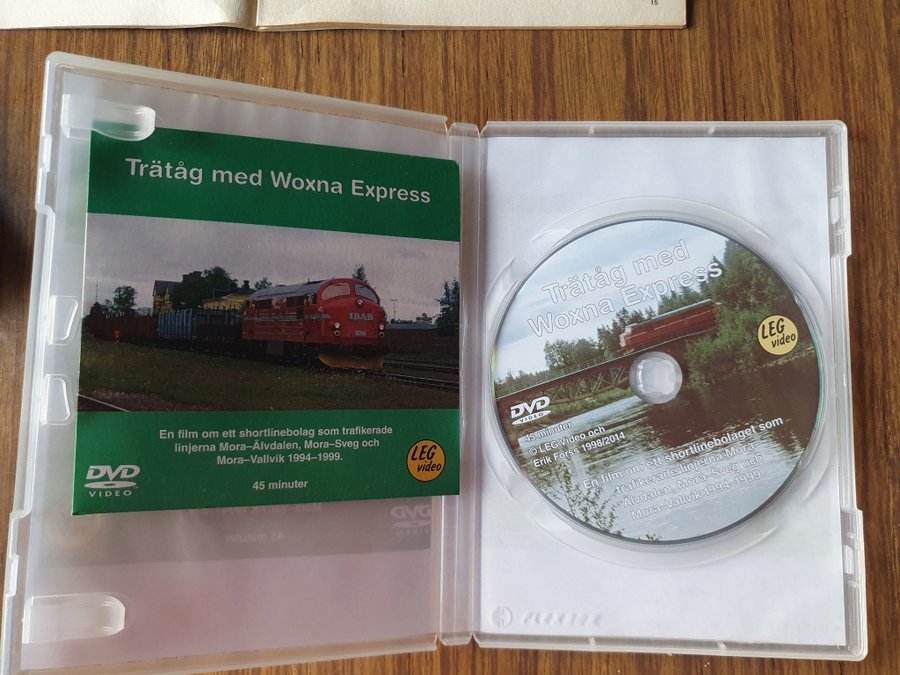 15
Trätåg med Woxna Express
IBAB
En film om ett shortlinebolag som trafikerade
linjerna Mora–Älvdalen, Mora–Sveg och
Mora–Vallvik 1994–1999.
DVD
VIDEO
45 minuter
LEG
video
45 minuter
Trätåg med
Woxna Express
LEG
video
DVD
VIDEO
45 minuter
© LEG Video och
Erik Forss 1998/2014
En film om ett shortlinebolaget som
trafikerade linjerna Mora-
Älvdalen, Mora–Sveg och
Mora–Vallvik 1994–1999